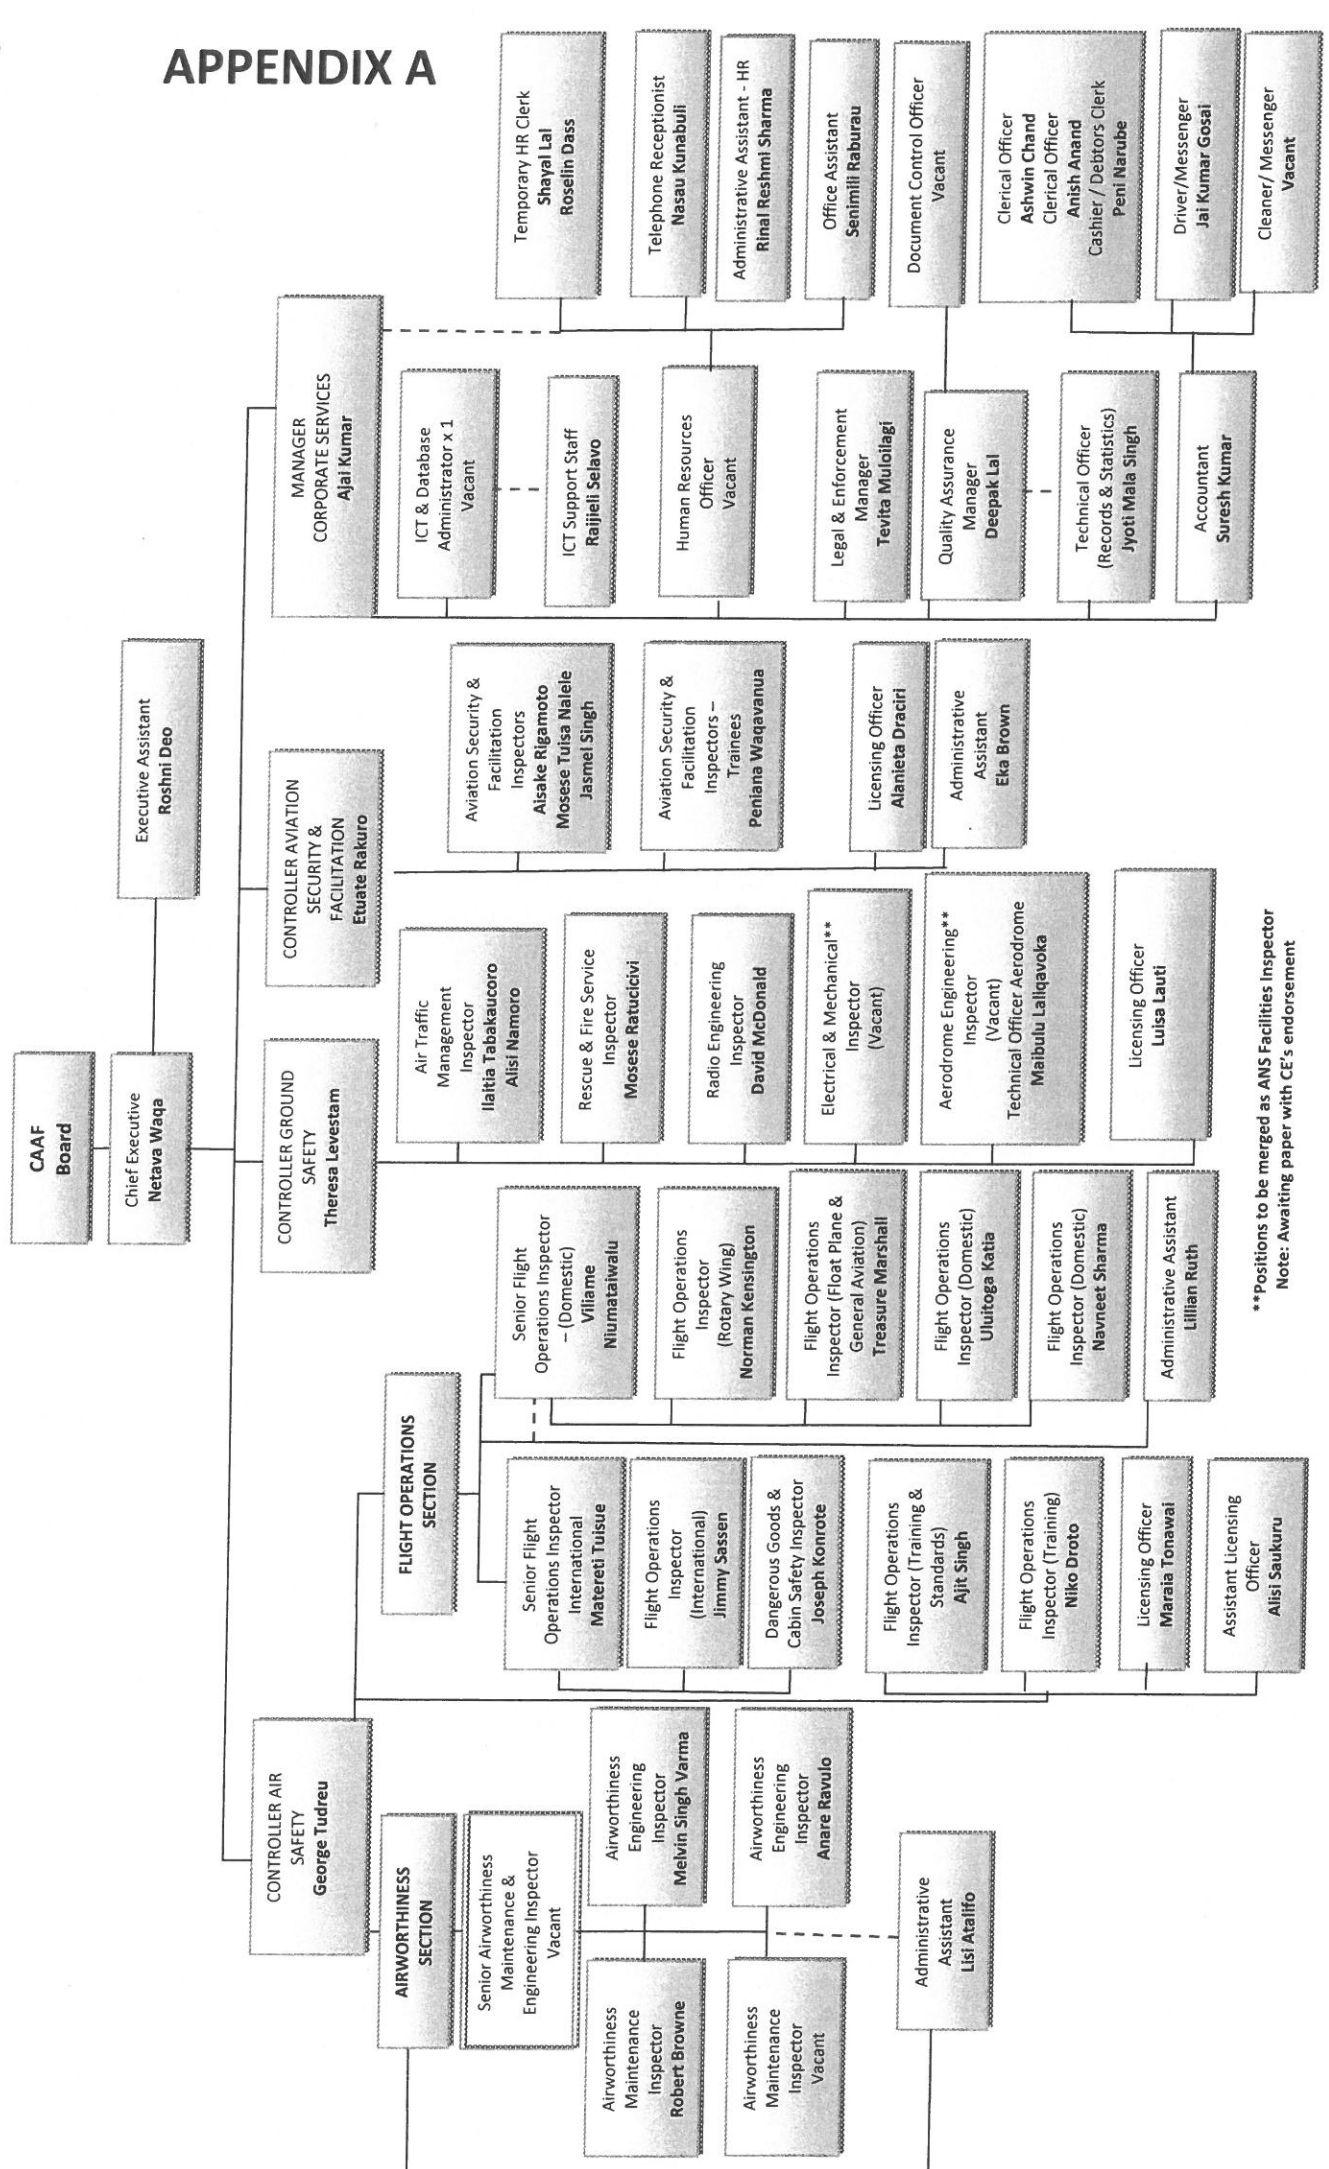 APPENDIX A
CAAF
Board
Chief Executive
Netava Waqa
Executive Assistant
Roshni Deo
CONTROLLER AIR
SAFETY
George Tudreu
CONTROLLER GROUND
SAFETY
Theresa Levestam
CONTROLLER AVIATION
SECURITY &
FACILITATION
Etuate Rakuro
MANAGER
CORPORATE SERVICES
Ajai Kumar
AIRWORTHINESS
SECTION
Senior Airworthiness
Maintenance &
Engineering Inspector
Vacant
Airworthiness
Maintenance
Inspector
Robert Browne
Airworthiness
Engineering
Inspector
Melvin Singh Varma
Airworthiness
Maintenance
Inspector
Vacant
Airworthiness
Engineering
Inspector
Anare Ravulo
Administrative
Assistant
Lisi Atalifo
FLIGHT OPERATIONS
SECTION
Senior Flight
Operations Inspector
International
Matereti Tuisue
Flight Operations
Inspector
(International)
Jimmy Sassen
Dangerous Goods &
Cabin Safety Inspector
Joseph Konrote
Flight Operations
Inspector (Training &
Standards)
Ajit Singh
Flight Operations
Inspector (Training)
Niko Droto
Licensing Officer
Maraia Tonawai
Assistant Licensing
Officer
Alisi Saukuru
Senior Flight
Operations Inspector
– (Domestic)
Viliame
Niumataiwalu
Flight Operations
Inspector
(Rotary Wing)
Norman Kensington
Flight Operations
Inspector (Float Plane &
General Aviation)
Treasure Marshall
Flight Operations
Inspector (Domestic)
Uluitoga Katia
Flight Operations
Inspector (Domestic)
Navneet Sharma
Administrative Assistant
Lillian Ruth
Air Traffic
Management
Inspector
Ilaitia Tabakaucoro
Alisi Namoro
Rescue & Fire Service
Inspector
Mosese Ratucicivi
Radio Engineering
Inspector
David McDonald
Electrical & Mechanical**
Inspector
(Vacant)
Aerodrome Engineering**
Inspector
(Vacant)
Technical Officer Aerodrome
Maibulu Laliqavoka
Licensing Officer
Luisa Lauti
Aviation Security &
Facilitation
Inspectors
Aisake Rigamoto
Mosese Tuisa Nalele
Jasmel Singh
Aviation Security &
Facilitation
Inspectors –
Trainees
Peniana Waqavanua
Licensing Officer
Alanieta Draciri
Administrative
Assistant
Eka Brown
ICT & Database
Administrator x 1
Vacant
ICT Support Staff
Raijieli Selavo
Human Resources
Officer
Vacant
Legal & Enforcement
Manager
Tevita Muloilagi
Quality Assurance
Manager
Deepak Lal
Technical Officer
(Records & Statistics)
Jyoti Mala Singh
Accountant
Suresh Kumar
Temporary HR Clerk
Shayal Lal
Roselin Dass
Telephone Receptionist
Nasau Kunabuli
Administrative Assistant - HR
Rinal Reshmi Sharma
Office Assistant
Senimili Raburau
Document Control Officer
Vacant
Clerical Officer
Ashwin Chand
Clerical Officer
Anish Anand
Cashier / Debtors Clerk
Peni Narube
Driver/Messenger
Jai Kumar Gosai
Cleaner/ Messenger
Vacant
**Positions to be merged as ANS Facilities Inspector
Note: Awaiting paper with CE's endorsement